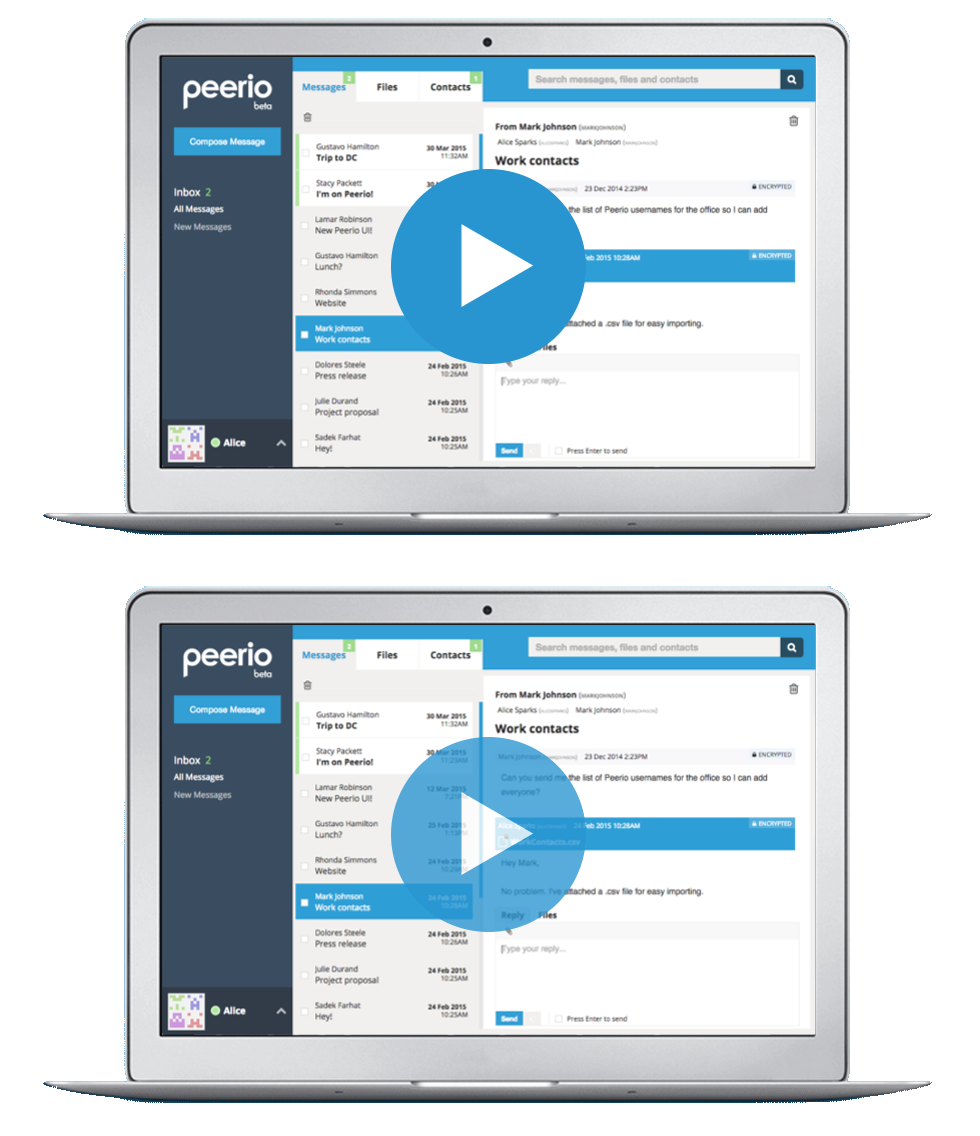 peerio
beta
Compose Message
Inbox 2
All Messages
New Messages
Alice
Messages 2
Files
Contacts 1
Search messages, files and contacts
Gustavo Hamilton 30 Mar 2015
Trip to DC 11:32AM
Stacy Packett 30
I'm on Peerio!
Lamar Robinson
New Peerio UI!
Gustavo Hamilton
Lunch?
Rhonda Simmons
Website
Mark Johnson
Work contacts
Dolores Steele 24 Feb 2015
Press release 10:26AM
Julie Durand 24 Feb 2015
Project proposal 10:25AM
Sadek Farhat 24 Feb 2015
Hey! 10:25AM
From Mark Johnson (MARKJOHNSON)
Alice Sparks Mark Johnson
Work contacts
23 Dec 2014 2:23PM ENCRYPTED
the list of Peerio usernames for the office so I can add
eb 2015 10:28AM ENCRYPTED
attached a .csv file for easy importing.
Files
Type your reply...
Send Press Enter to send
peerio
beta
Compose Message
Inbox 2
All Messages
New Messages
Alice
Messages 2
Files
Contacts 1
Search messages, files and contacts
Gustavo Hamilton 30 Mar 2015
Trip to DC 11:32AM
Stacy Packett 30 Mar 2015
I'm on Peerio! 11:23AM
Lamar Robinson 12 Mar 2015
New Peerio UI!
Gustavo Hamilton 25 Feb 2015
Lunch? 1:13PM
Rhonda Simmons 24 Feb 2015
Website
Mark Johnson 24 Feb 2015
Work contacts 10:28AM
Dolores Steele 24 Feb 2015
Press release 10:26AM
Julie Durand 24 Feb 2015
Project proposal 10:25AM
Sadek Farhat 24 Feb 2015
Hey! 10:25AM
From Mark Johnson (MARKJOHNSON)
Alice Sparks Mark Johnson
Work contacts
Mark Johnson 23 Dec 2014 2:23PM ENCRYPTED
Can you send me the list of Peerio usernames for the office so I can add
everyone?
Alice Sparks 24 Feb 2015 10:28AM ENCRYPTED
WorkContacts.csv
Hey Mark,
No problem. I've attached a .csv file for easy importing.
Reply Files
Type your reply...
Send Press Enter to send